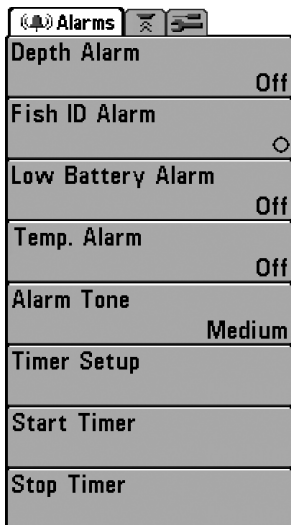 Alarms
Depth Alarm
Off
Fish ID Alarm
Low Battery Alarm
Off
Temp. Alarm
Off
Alarm Tone
Medium
Timer Setup
Start Timer
Stop Timer